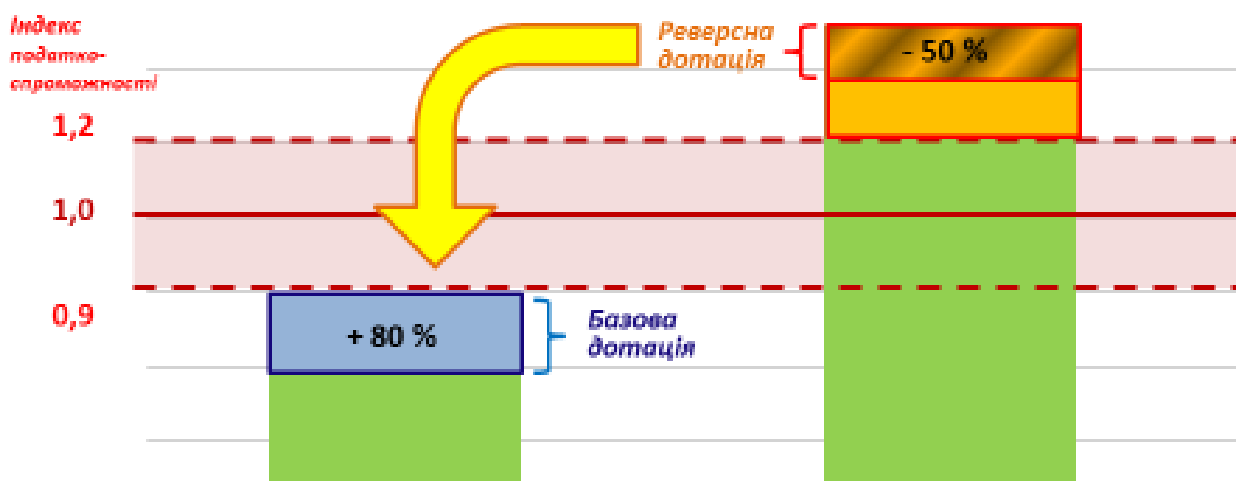 Індекс
податко-
спроможності
Реверсна
дотація
- 50 %
1,2
1,0
0,9
+ 80 %
Базова
дотація